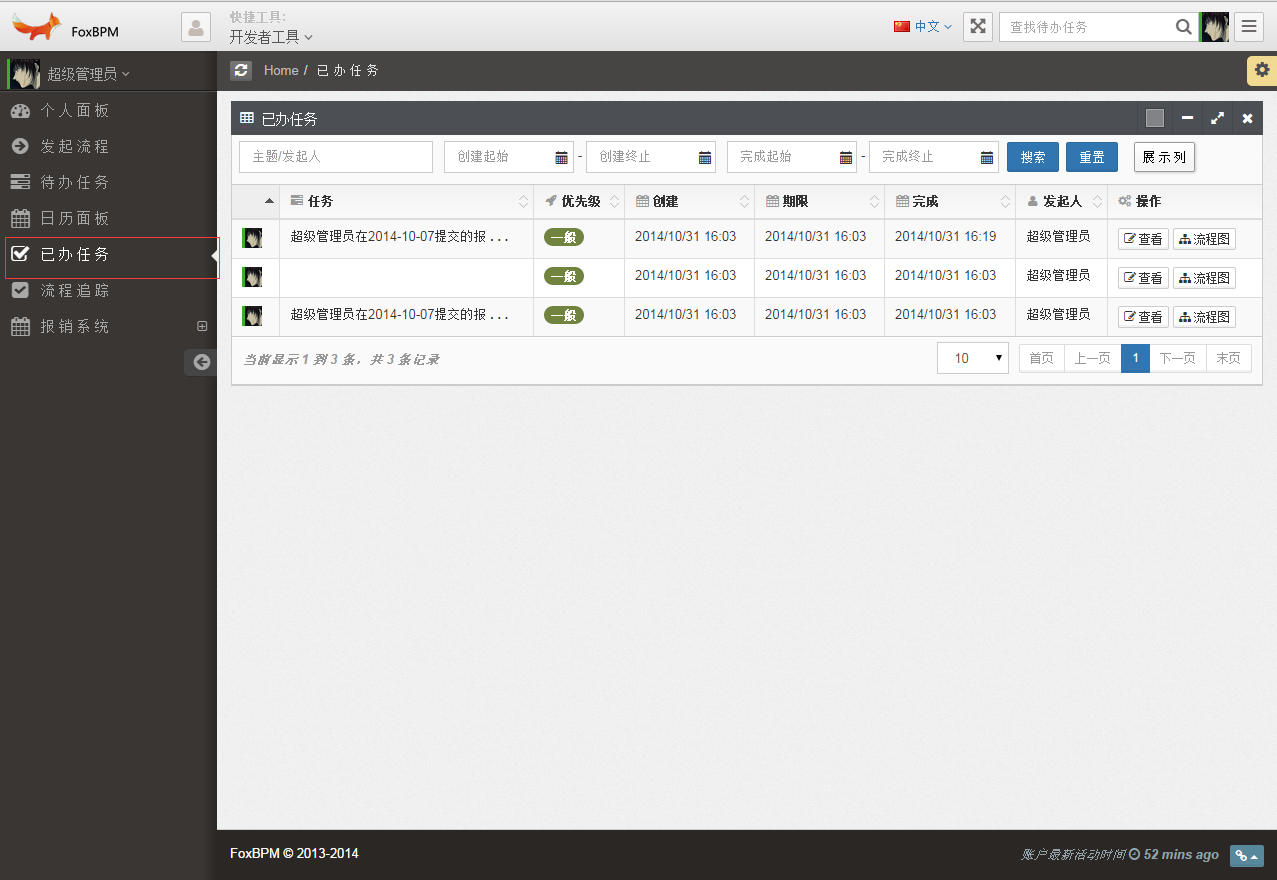 FoxBPM
快捷工具:
开发者工具
中文
查找待办任务
超级管理员
Home / 已 办 任 务
个人面板
发起流程
待办任务
日历面板
已办任务
流程追踪
报销系统
已办任务
主题/发起人 创建起始 - 创建终止 完成起始 - 完成终止 搜索 重置 展示列
任务 优先级 创建 期限 完成 发起人 操作
超级管理员在2014-10-07提交的报 . . . 一般 2014/10/31 16:03 2014/10/31 16:03 2014/10/31 16:19 超级管理员 查看 流程图
一般 2014/10/31 16:03 2014/10/31 16:03 2014/10/31 16:03 超级管理员 查看 流程图
超级管理员在2014-10-07提交的报 . . . 一般 2014/10/31 16:03 2014/10/31 16:03 2014/10/31 16:03 超级管理员 查看 流程图
当前显示 1 到 3 条，共 3 条记录 10 首页 上一页 1 下一页 末页
FoxBPM © 2013-2014
账户最新活动时间 52 mins ago